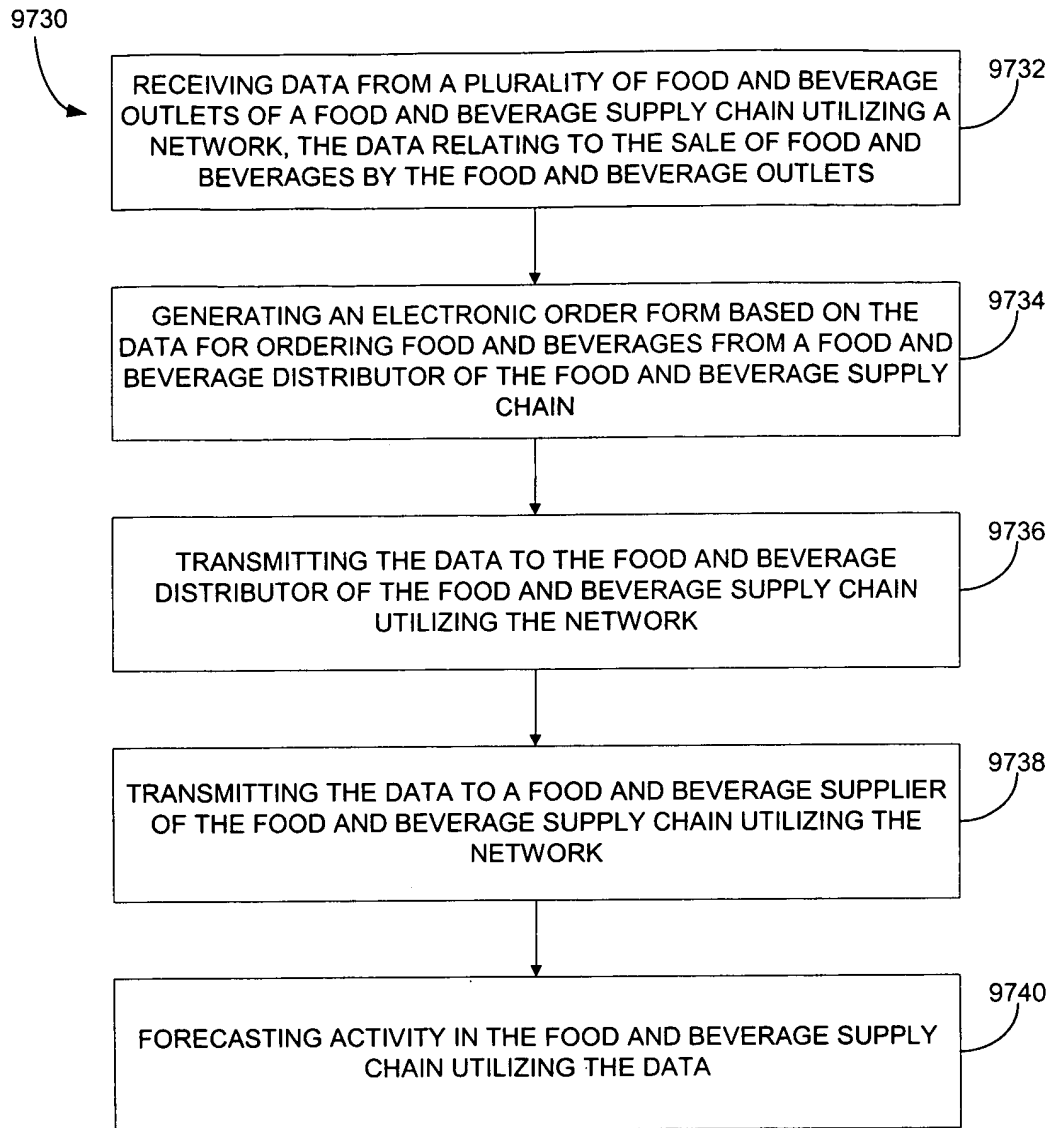 9730
RECEIVING DATA FROM A PLURALITY OF FOOD AND BEVERAGE
OUTLETS OF A FOOD AND BEVERAGE SUPPLY CHAIN UTILIZING A
NETWORK, THE DATA RELATING TO THE SALE OF FOOD AND
BEVERAGES BY THE FOOD AND BEVERAGE OUTLETS
9732
GENERATING AN ELECTRONIC ORDER FORM BASED ON THE
DATA FOR ORDERING FOOD AND BEVERAGES FROM A FOOD AND
BEVERAGE DISTRIBUTOR OF THE FOOD AND BEVERAGE SUPPLY
CHAIN
9734
TRANSMITTING THE DATA TO THE FOOD AND BEVERAGE
DISTRIBUTOR OF THE FOOD AND BEVERAGE SUPPLY CHAIN
UTILIZING THE NETWORK
9736
TRANSMITTING THE DATA TO A FOOD AND BEVERAGE SUPPLIER
OF THE FOOD AND BEVERAGE SUPPLY CHAIN UTILIZING THE
NETWORK
9738
FORECASTING ACTIVITY IN THE FOOD AND BEVERAGE SUPPLY
CHAIN UTILIZING THE DATA
9740